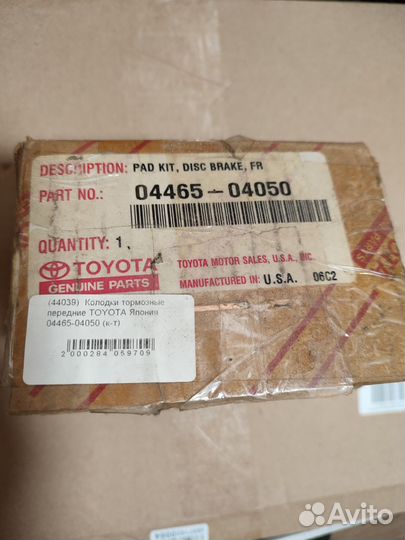 DESCRIPTION: PAD KIT, DISC BRAKE, FR
PART NO.: 04465-04050
QUANTITY: 1,
TOYOTA
GENUINE PARTS
TOYOTA MOTOR SALES, U.S.A., INC
MANUFACTURED IN: U.S.A. 06C2
(44039) Колодки тормозные
передние TOYOTA Япония
04465-04050 (к-т)
2 000284 059709
Avito